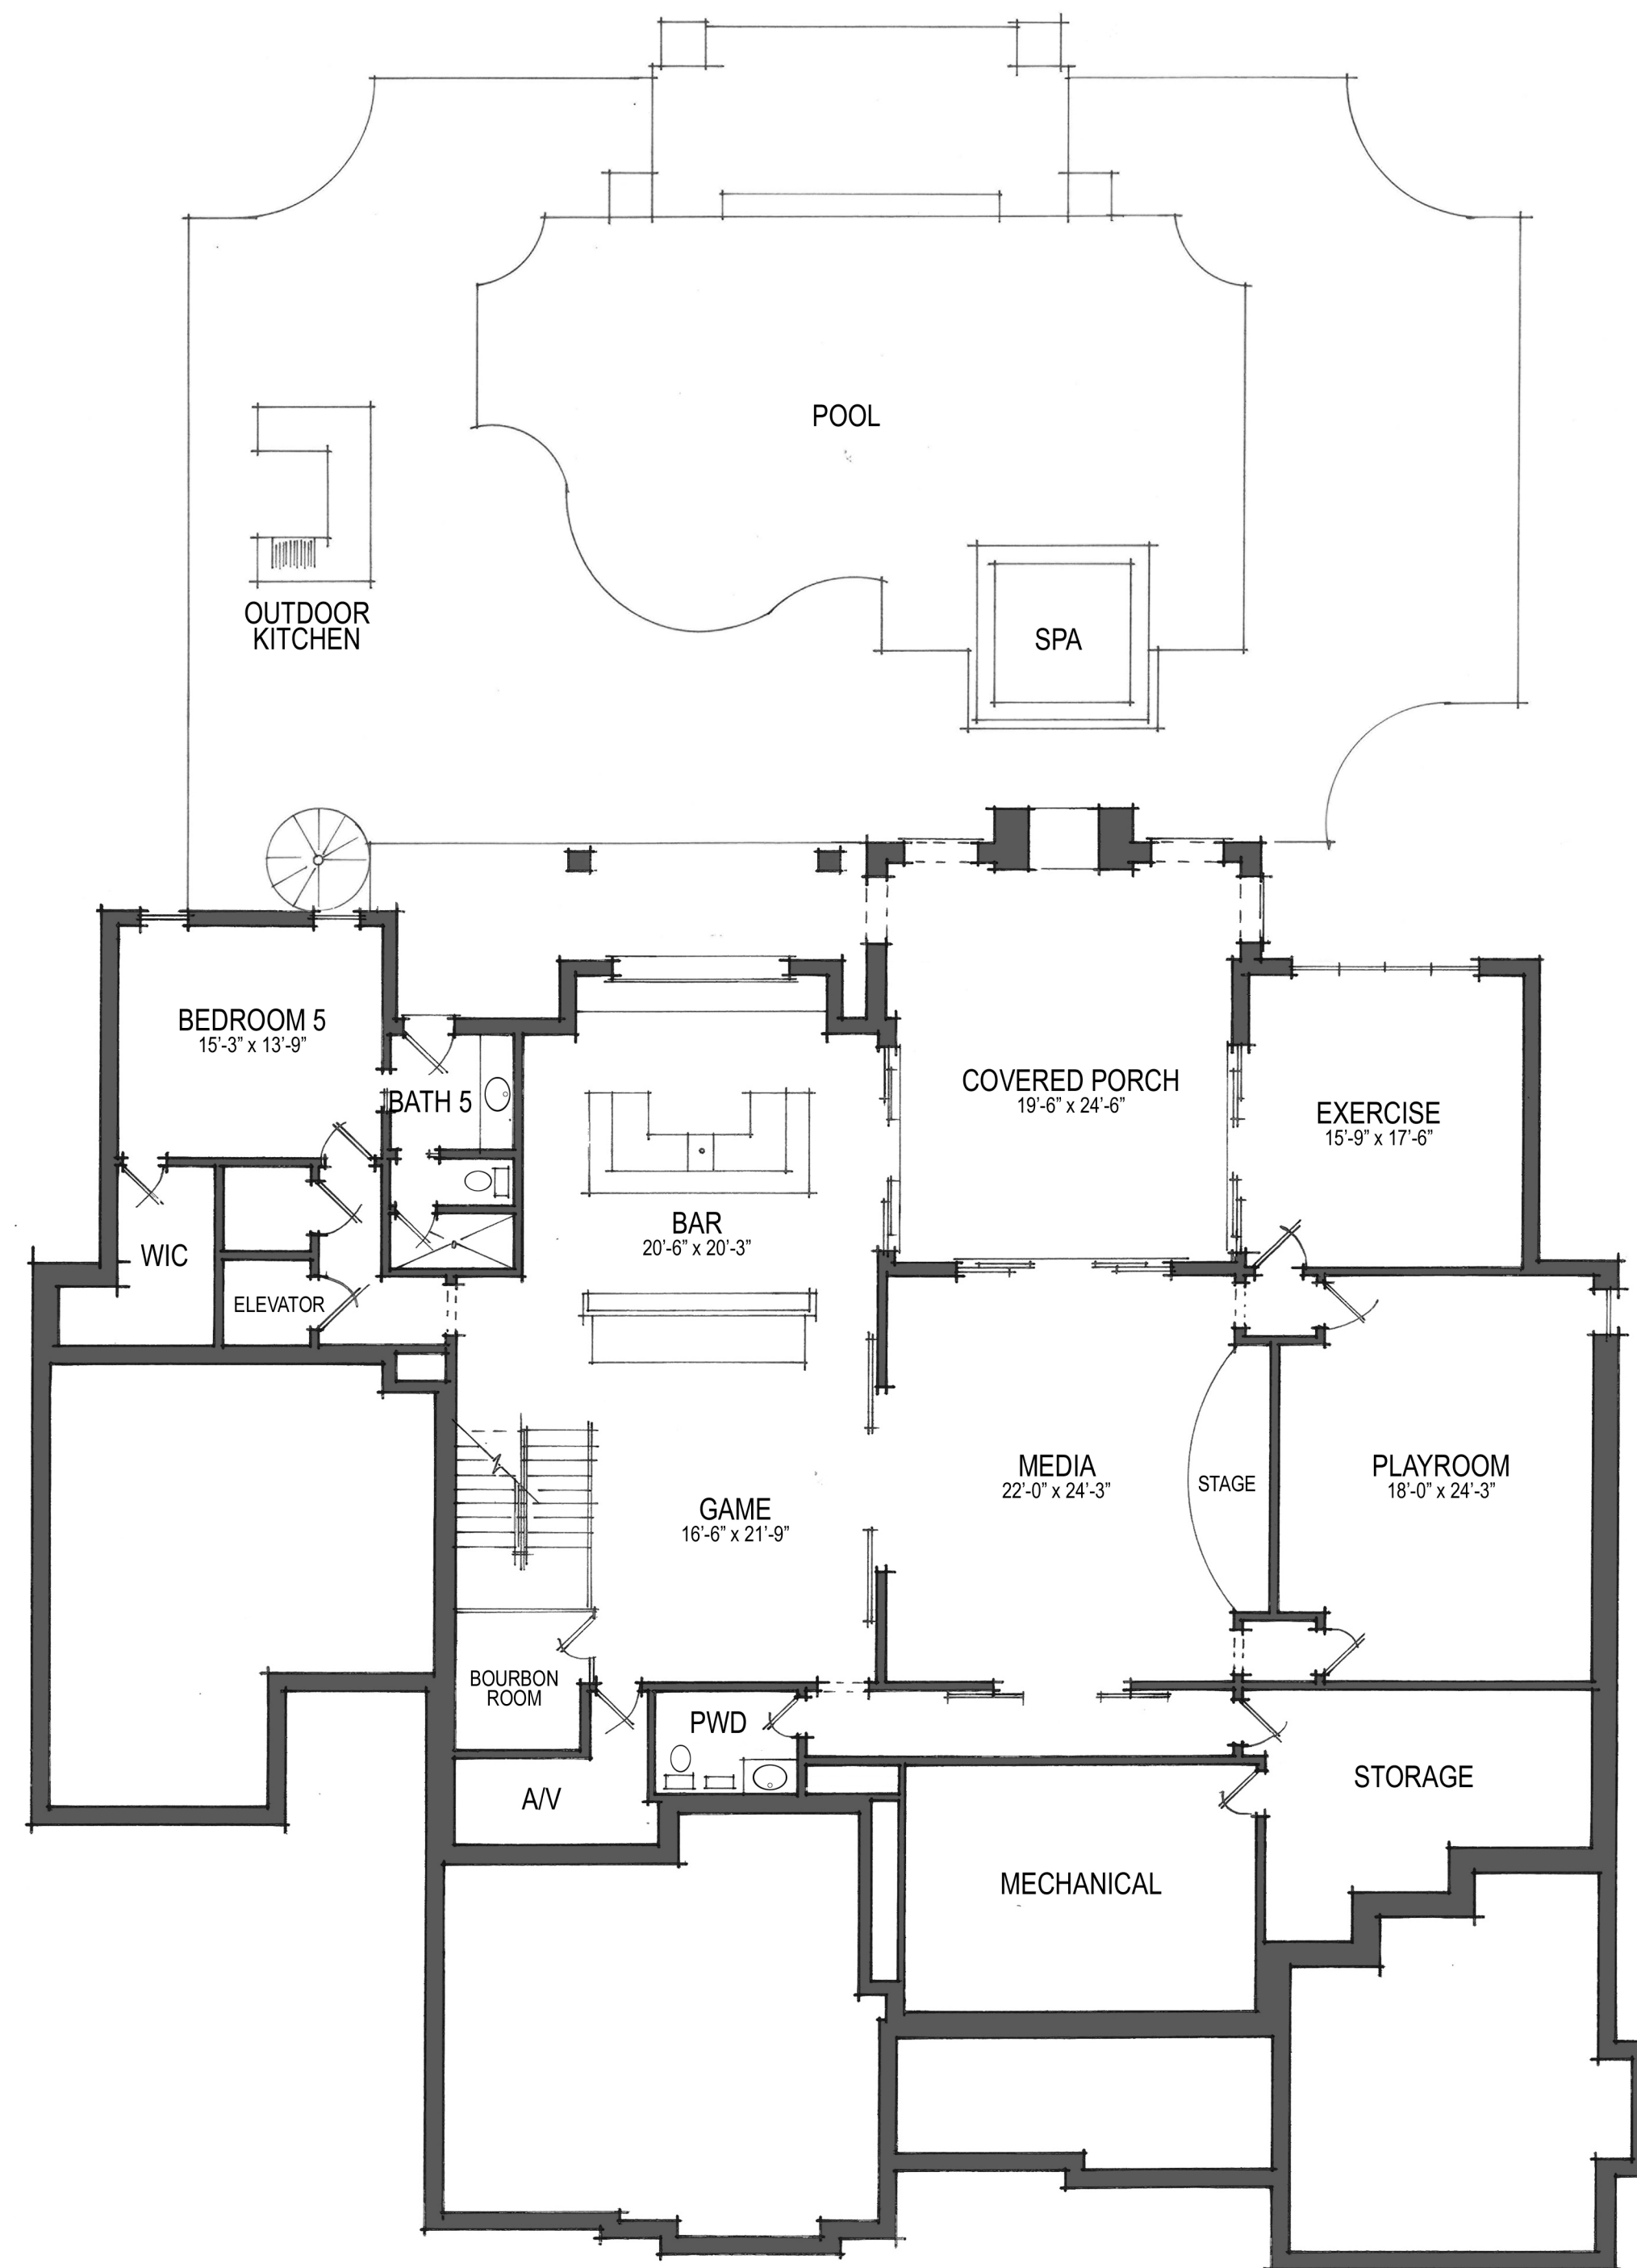 POOL
OUTDOOR
KITCHEN
SPA
BEDROOM 5
15'-3” x 13'-9”
BATH 5
COVERED PORCH
19'-6” x 24'-6”
EXERCISE
15'-9” x 17'-6”
BAR
20'-6” x 20'-3”
WIC
ELEVATOR
MEDIA
22'-0” x 24'-3”
STAGE
PLAYROOM
18'-0” x 24'-3”
GAME
16'-6” x 21'-9”
BOURBON
ROOM
PWD
A/V
STORAGE
MECHANICAL